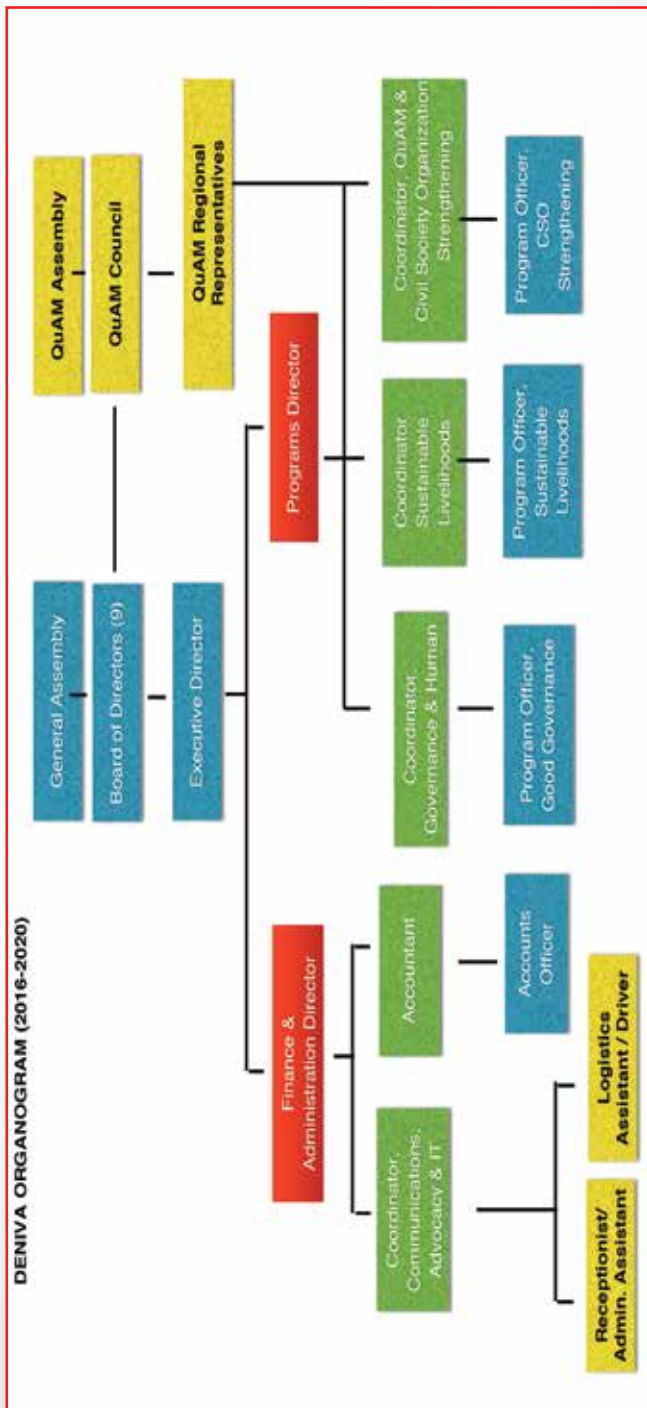 DENIVA ORGANOGRAM (2016-2020)
General Assembly
QuAM Assembly
Board of Directors (9)
QuAM Council
Executive Director
QuAM Regional
Representatives
Finance &
Administration Director
Programs Director
Coordinator,
Communications;
Advocacy & IT
Accountant
Coordinator,
Governance & Human
Coordinator
Sustainable
Livelihoods
Coordinator, QuAM &
Civil Society Organization
Strengthening
Accounts
Officer
Program Officer,
Good Governance
Program Officer,
Sustainable
Livelihoods
Program Officer,
CSO
Strengthening
Receptionist/
Admin. Assistant
Logistics
Assistant / Driver